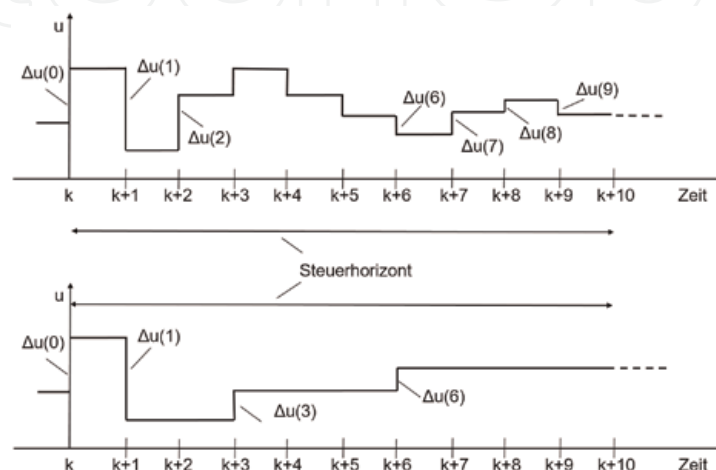 u
Δu(0)
Δu(1)
Δu(2)
Δu(6)
Δu(7)
Δu(8)
Δu(9)
k k+1 k+2 k+3 k+4 k+5 k+6 k+7 k+8 k+9 k+10 Zeit
Steuerhorizont
u
Δu(0)
Δu(1)
Δu(3)
Δu(6)
k k+1 k+2 k+3 k+4 k+5 k+6 k+7 k+8 k+9 k+10 Zeit